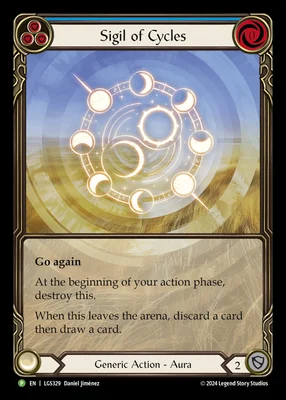 Sigil of Cycles
Go again
At the beginning of your action phase,
destroy this.
When this leaves the arena, discard a card
then draw a card.
Generic Action - Aura
2
P EN | LGS329 Daniel Jiménez
© 2024 Legend Story Studios